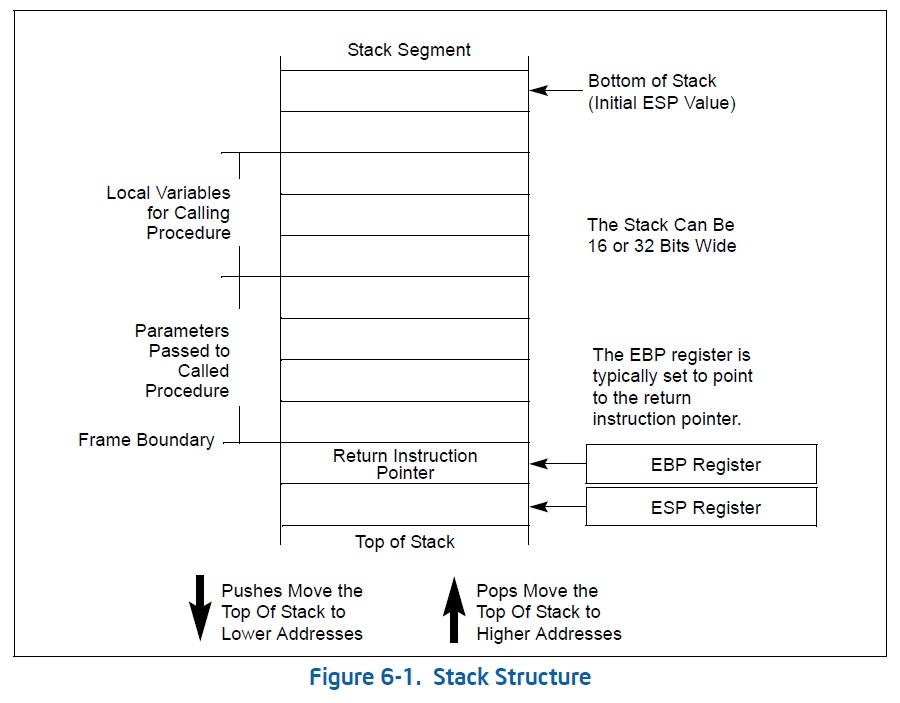 Stack Segment
Bottom of Stack
(Initial ESP Value)
Local Variables
for Calling
Procedure
The Stack Can Be
16 or 32 Bits Wide
Parameters
Passed to
Called
Procedure
The EBP register is
typically set to point
to the return
instruction pointer.
Frame Boundary
Return Instruction
Pointer
EBP Register
ESP Register
Top of Stack
Pushes Move the
Top Of Stack to
Lower Addresses
Pops Move the
Top Of Stack to
Higher Addresses
Figure 6-1. Stack Structure